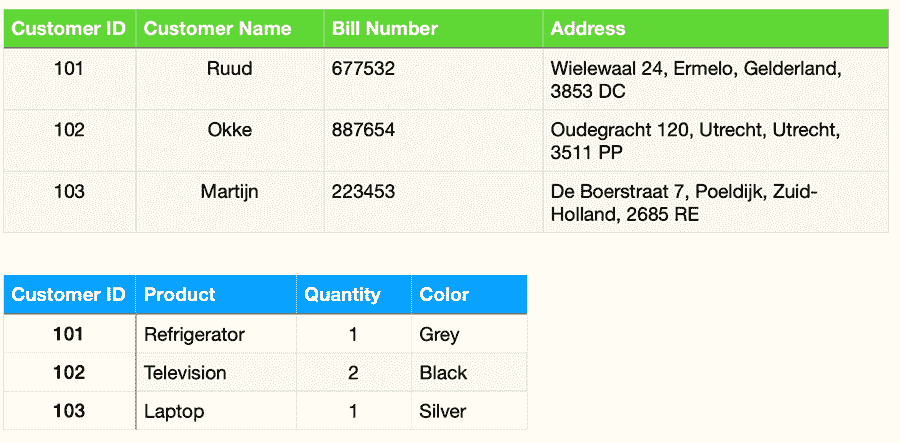 Customer ID Customer Name Bill Number Address
101 Ruud 677532 Wielewaal 24, Ermelo, Gelderland,
3853 DC
102 Okke 887654 Oudegracht 120, Utrecht, Utrecht,
3511 PP
103 Martijn 223453 De Boerstraat 7, Poeldijk, Zuid-
Holland, 2685 RE
Customer ID Product Quantity Color
101 Refrigerator 1 Grey
102 Television 2 Black
103 Laptop 1 Silver